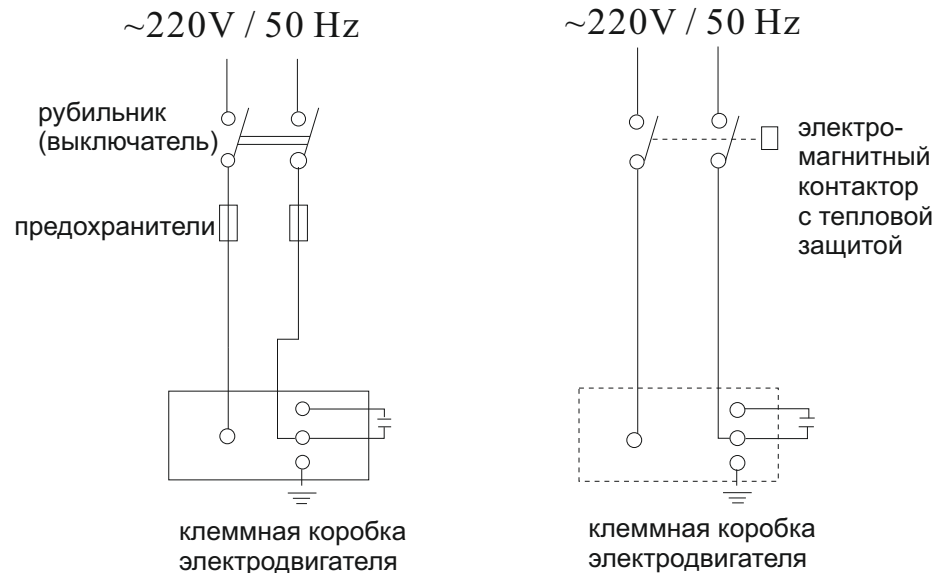 ~220V / 50 Hz
рубильник
(выключатель)
предохранители
клеммная коробка
электродвигателя
~220V / 50 Hz
электро-
магнитный
контактор
с тепловой
защитой
клеммная коробка
электродвигателя